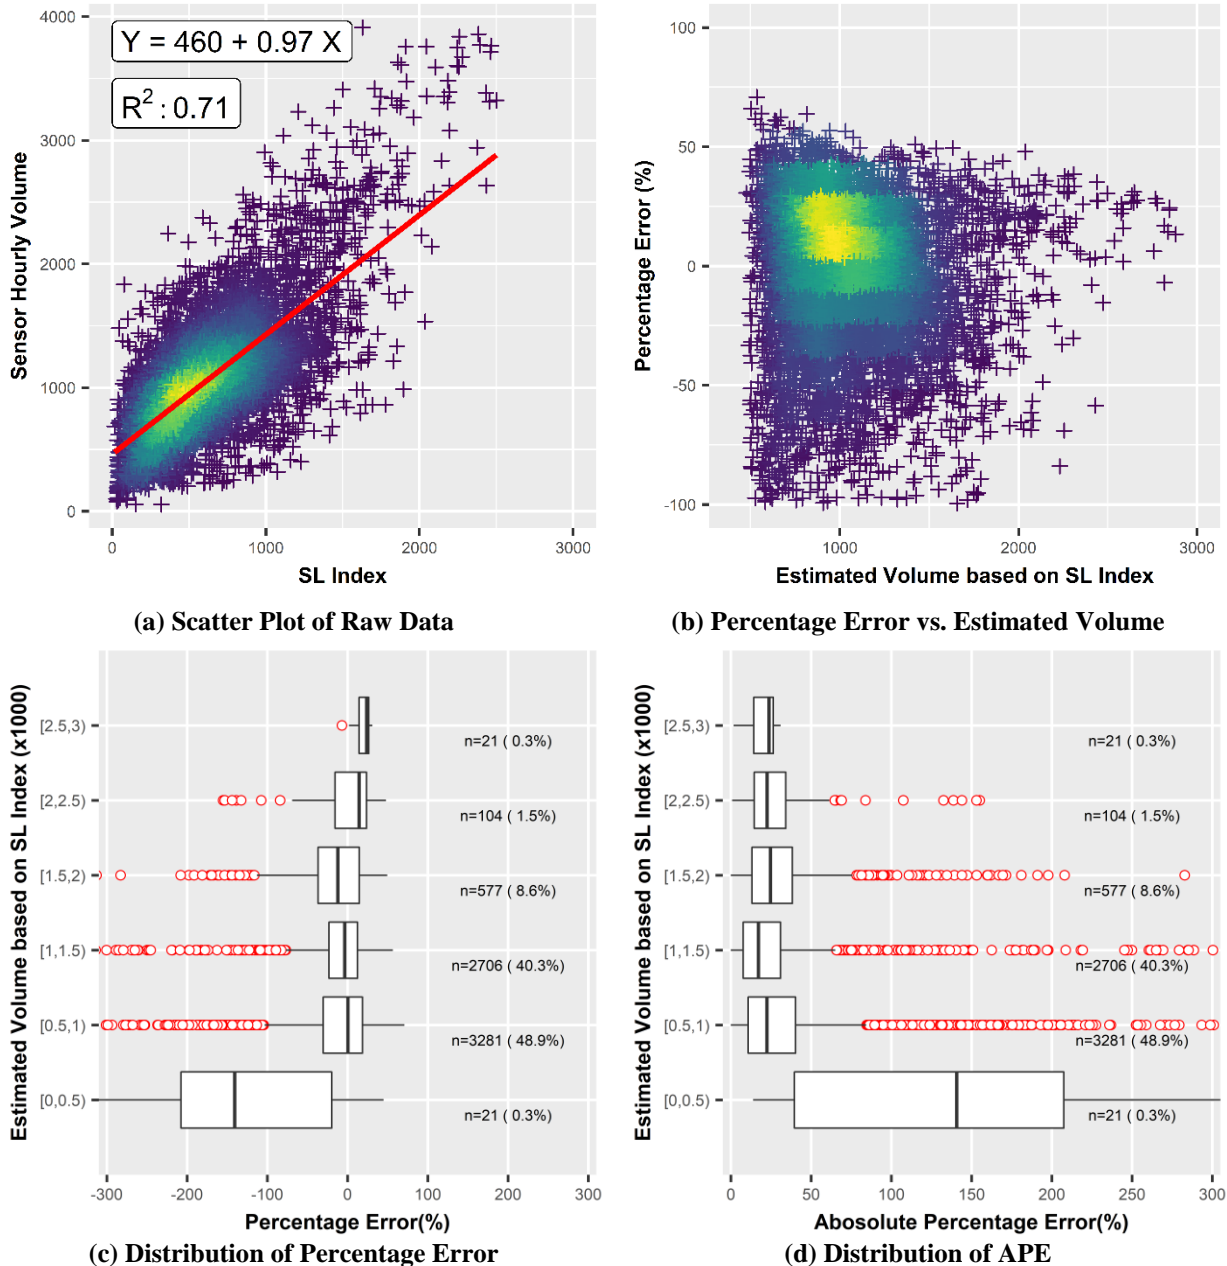 4000
3000
2000
1000
0
Sensor Hourly Volume
Y = 460 + 0.97 X
R2 : 0.71
0 1000 2000 3000
SL Index
(a) Scatter Plot of Raw Data
100
50
0
-50
-100
Percentage Error (%)
1000 2000 3000
Estimated Volume based on SL Index
(b) Percentage Error vs. Estimated Volume
Estimated Volume based on SL Index (x1000)
[2.5,3)
n=21 ( 0.3%)
[2,2.5)
n=104 ( 1.5%)
[1.5,2)
n=577 ( 8.6%)
[1,1.5)
n=2706 ( 40.3%)
[0.5,1)
n=3281 ( 48.9%)
[0,0.5)
n=21 ( 0.3%)
-300 -200 -100 0 100 200 300
Percentage Error(%)
(c) Distribution of Percentage Error
Estimated Volume based on SL Index (x1000)
[2.5,3)
n=21 ( 0.3%)
[2,2.5)
n=104 ( 1.5%)
[1.5,2)
n=577 ( 8.6%)
[1,1.5)
n=2706 ( 40.3%)
[0.5,1)
n=3281 ( 48.9%)
[0,0.5)
n=21 ( 0.3%)
0 50 100 150 200 250 300
Abosolute Percentage Error(%)
(d) Distribution of APE